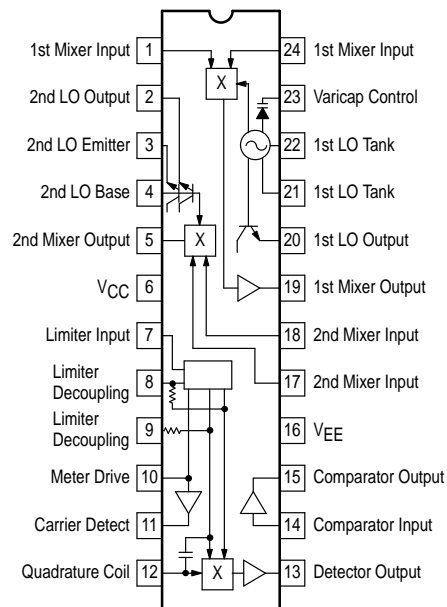 1st Mixer Input 1 24 1st Mixer Input
X
2nd LO Output 2 23 Varicap Control
2nd LO Emitter 3 22 1st LO Tank
2nd LO Base 4 21 1st LO Tank
2nd Mixer Output 5 X 20 1st LO Output
VCC 6 19 1st Mixer Output
Limiter Input 7 18 2nd Mixer Input
Limiter
Decoupling 8 17 2nd Mixer Input
Limiter
Decoupling 9 16 VEE
Meter Drive 10 15 Comparator Output
Carrier Detect 11 14 Comparator Input
Quadrature Coil 12 X 13 Detector Output